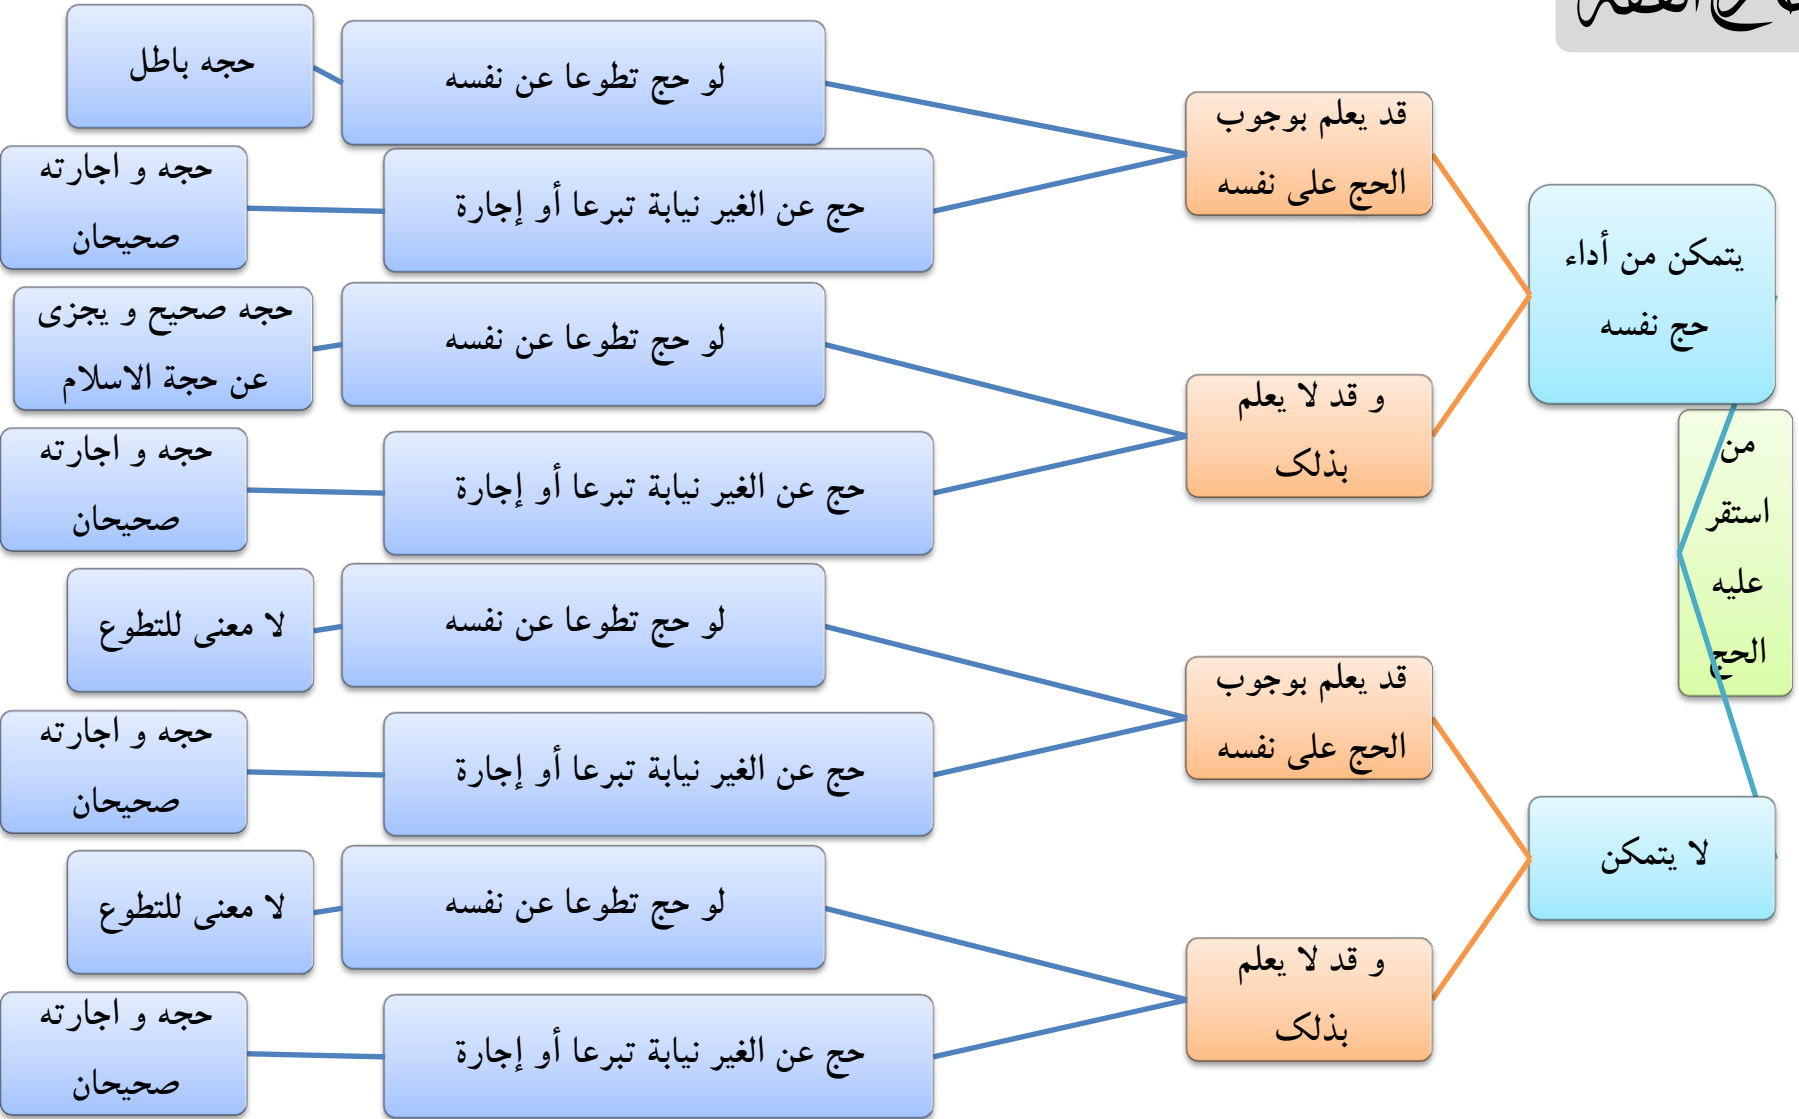 الفقه
من
استقر
عليه
الحج
يتمكن من أداء
حج نفسه
قد يعلم بوجوب
الحج على نفسه
لو حج تطوعا عن نفسه
حجه باطل
حج عن الغير نيابة تبرعا أو إجارة
حجه و اجارته
صحيحان
و قد لا يعلم
بذلک
لو حج تطوعا عن نفسه
حجه صحيح و يجزى
عن حجة الاسلام
حج عن الغير نيابة تبرعا أو إجارة
حجه و اجارته
صحيحان
لا يتمكن
قد يعلم بوجوب
الحج على نفسه
لو حج تطوعا عن نفسه
لا معنى للتطوع
حج عن الغير نيابة تبرعا أو إجارة
حجه و اجارته
صحيحان
و قد لا يعلم
بذلک
لو حج تطوعا عن نفسه
لا معنى للتطوع
حج عن الغير نيابة تبرعا أو إجارة
حجه و اجارته
صحيحان